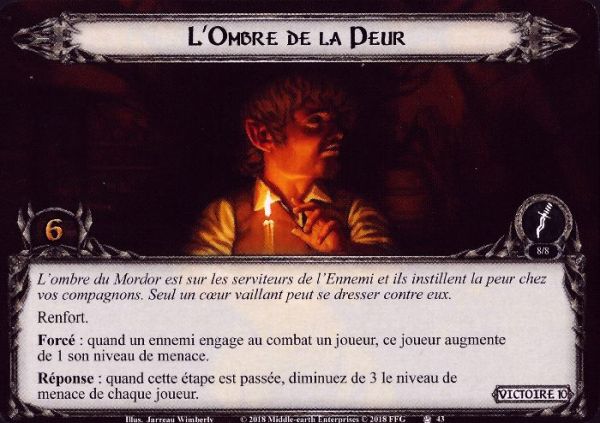 L'Ombre de la Peur
6
8/8
L'ombre du Mordor est sur les serviteurs de l'Ennemi et ils instillent la peur chez
vos compagnons. Seul un cœur vaillant peut se dresser contre eux.
Renfort.
Forcé : quand un ennemi engage au combat un joueur, ce joueur augmente
de 1 son niveau de menace.
Réponse : quand cette étape est passée, diminuez de 3 le niveau de
menace de chaque joueur.
VICTOIRE 10
Illus. Jarreau Wimberly © 2018 Middle-earth Enterprises © 2018 FFG 43